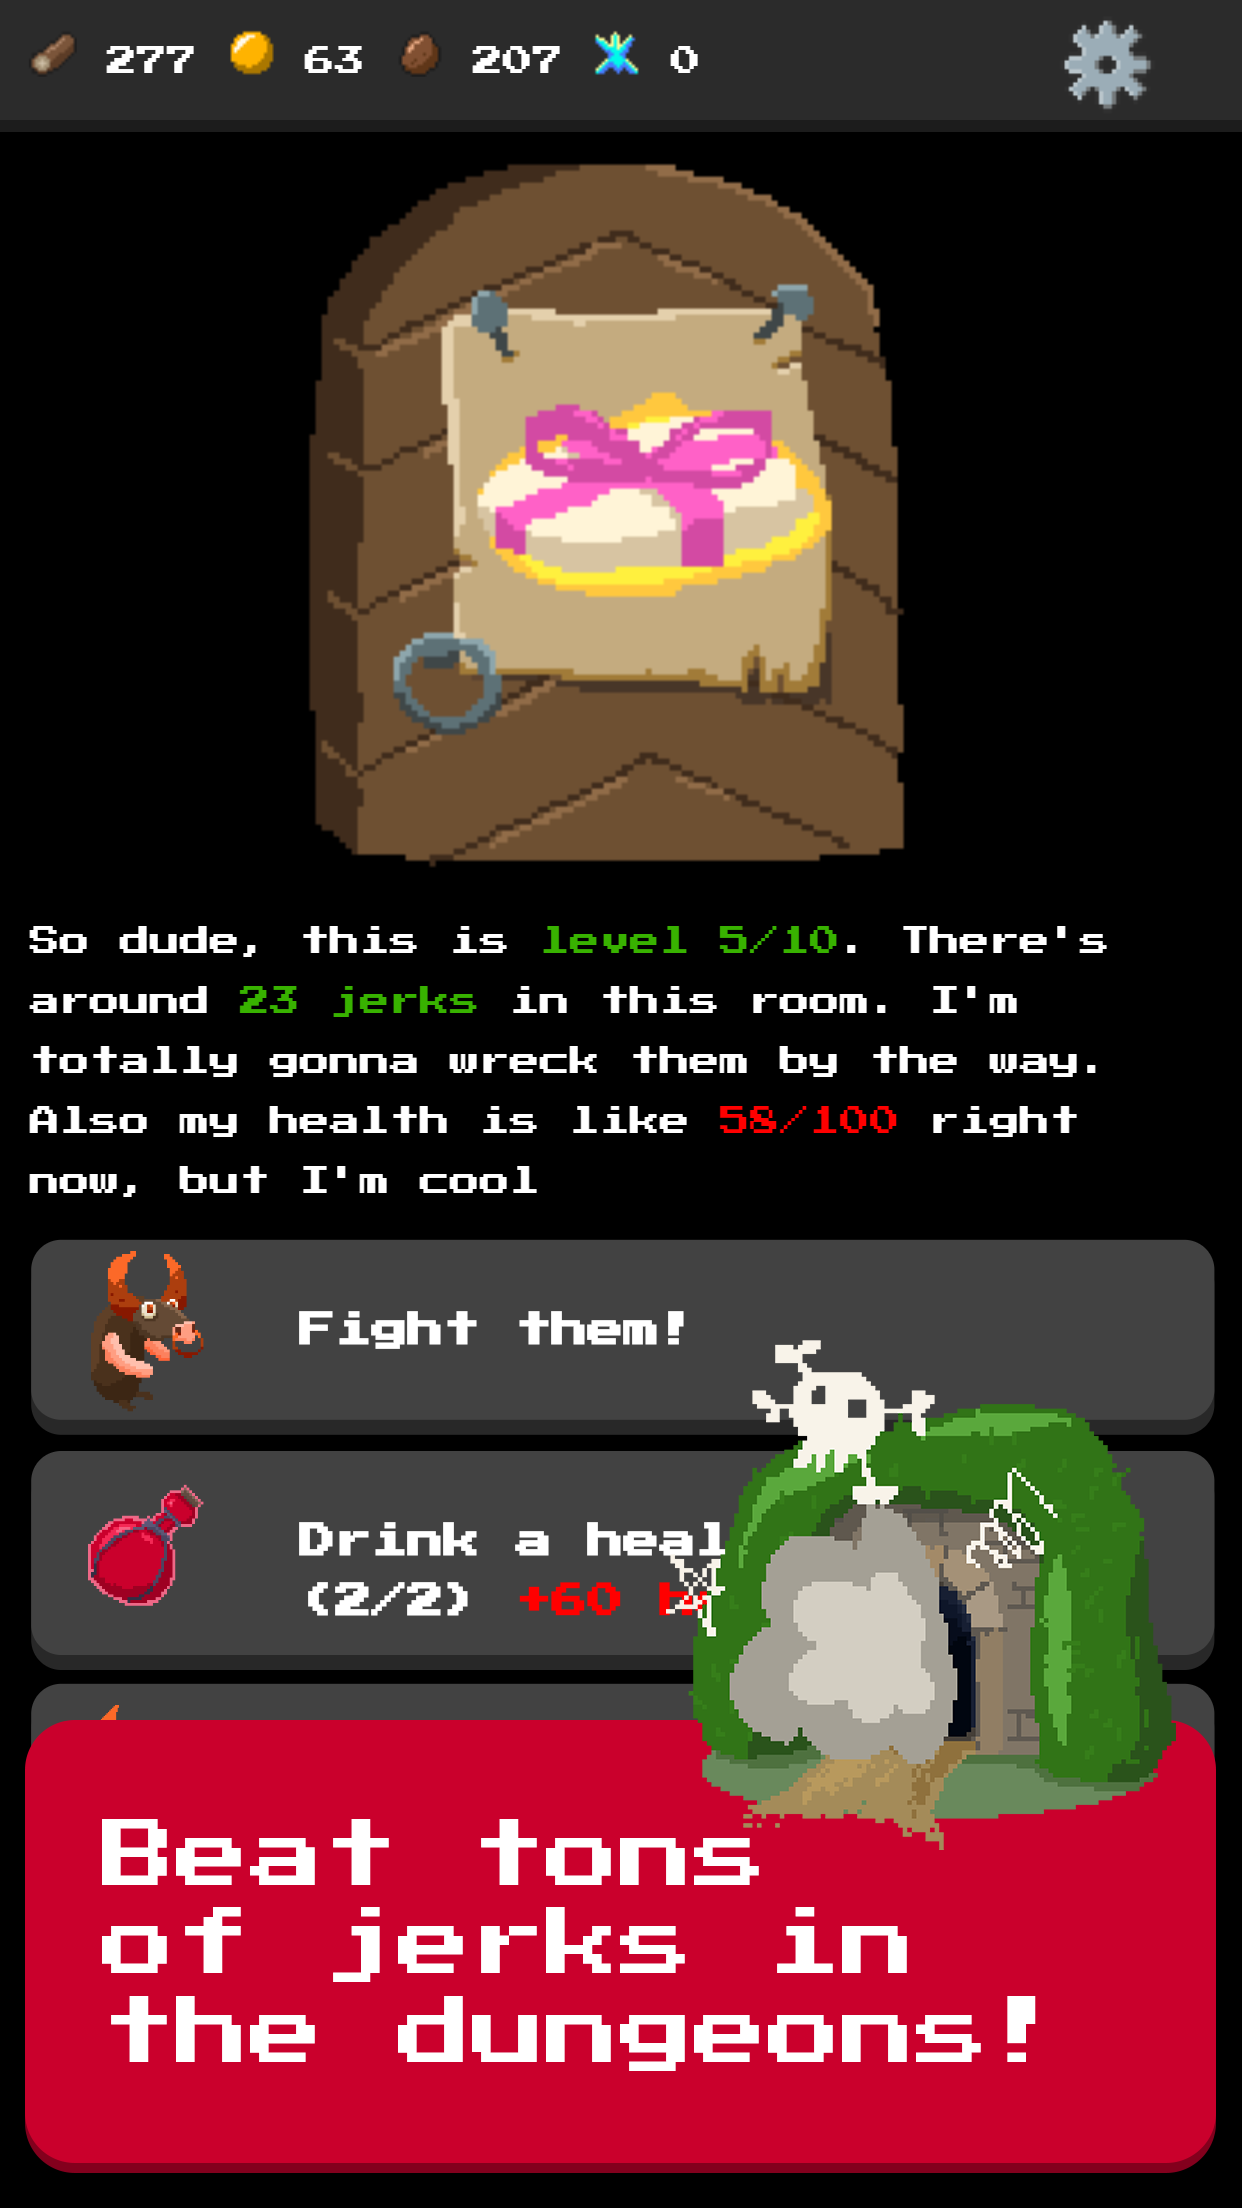 277 63 207 0
So dude, this is level 5/10. There's
around 23 jerks in this room. I'm
totally gonna wreck them by the way.
Also my health is like 58/100 right
now, but I'm cool
Fight them!
Drink a heal
(2/2) +60
Beat tons
of jerks in
the dungeons!